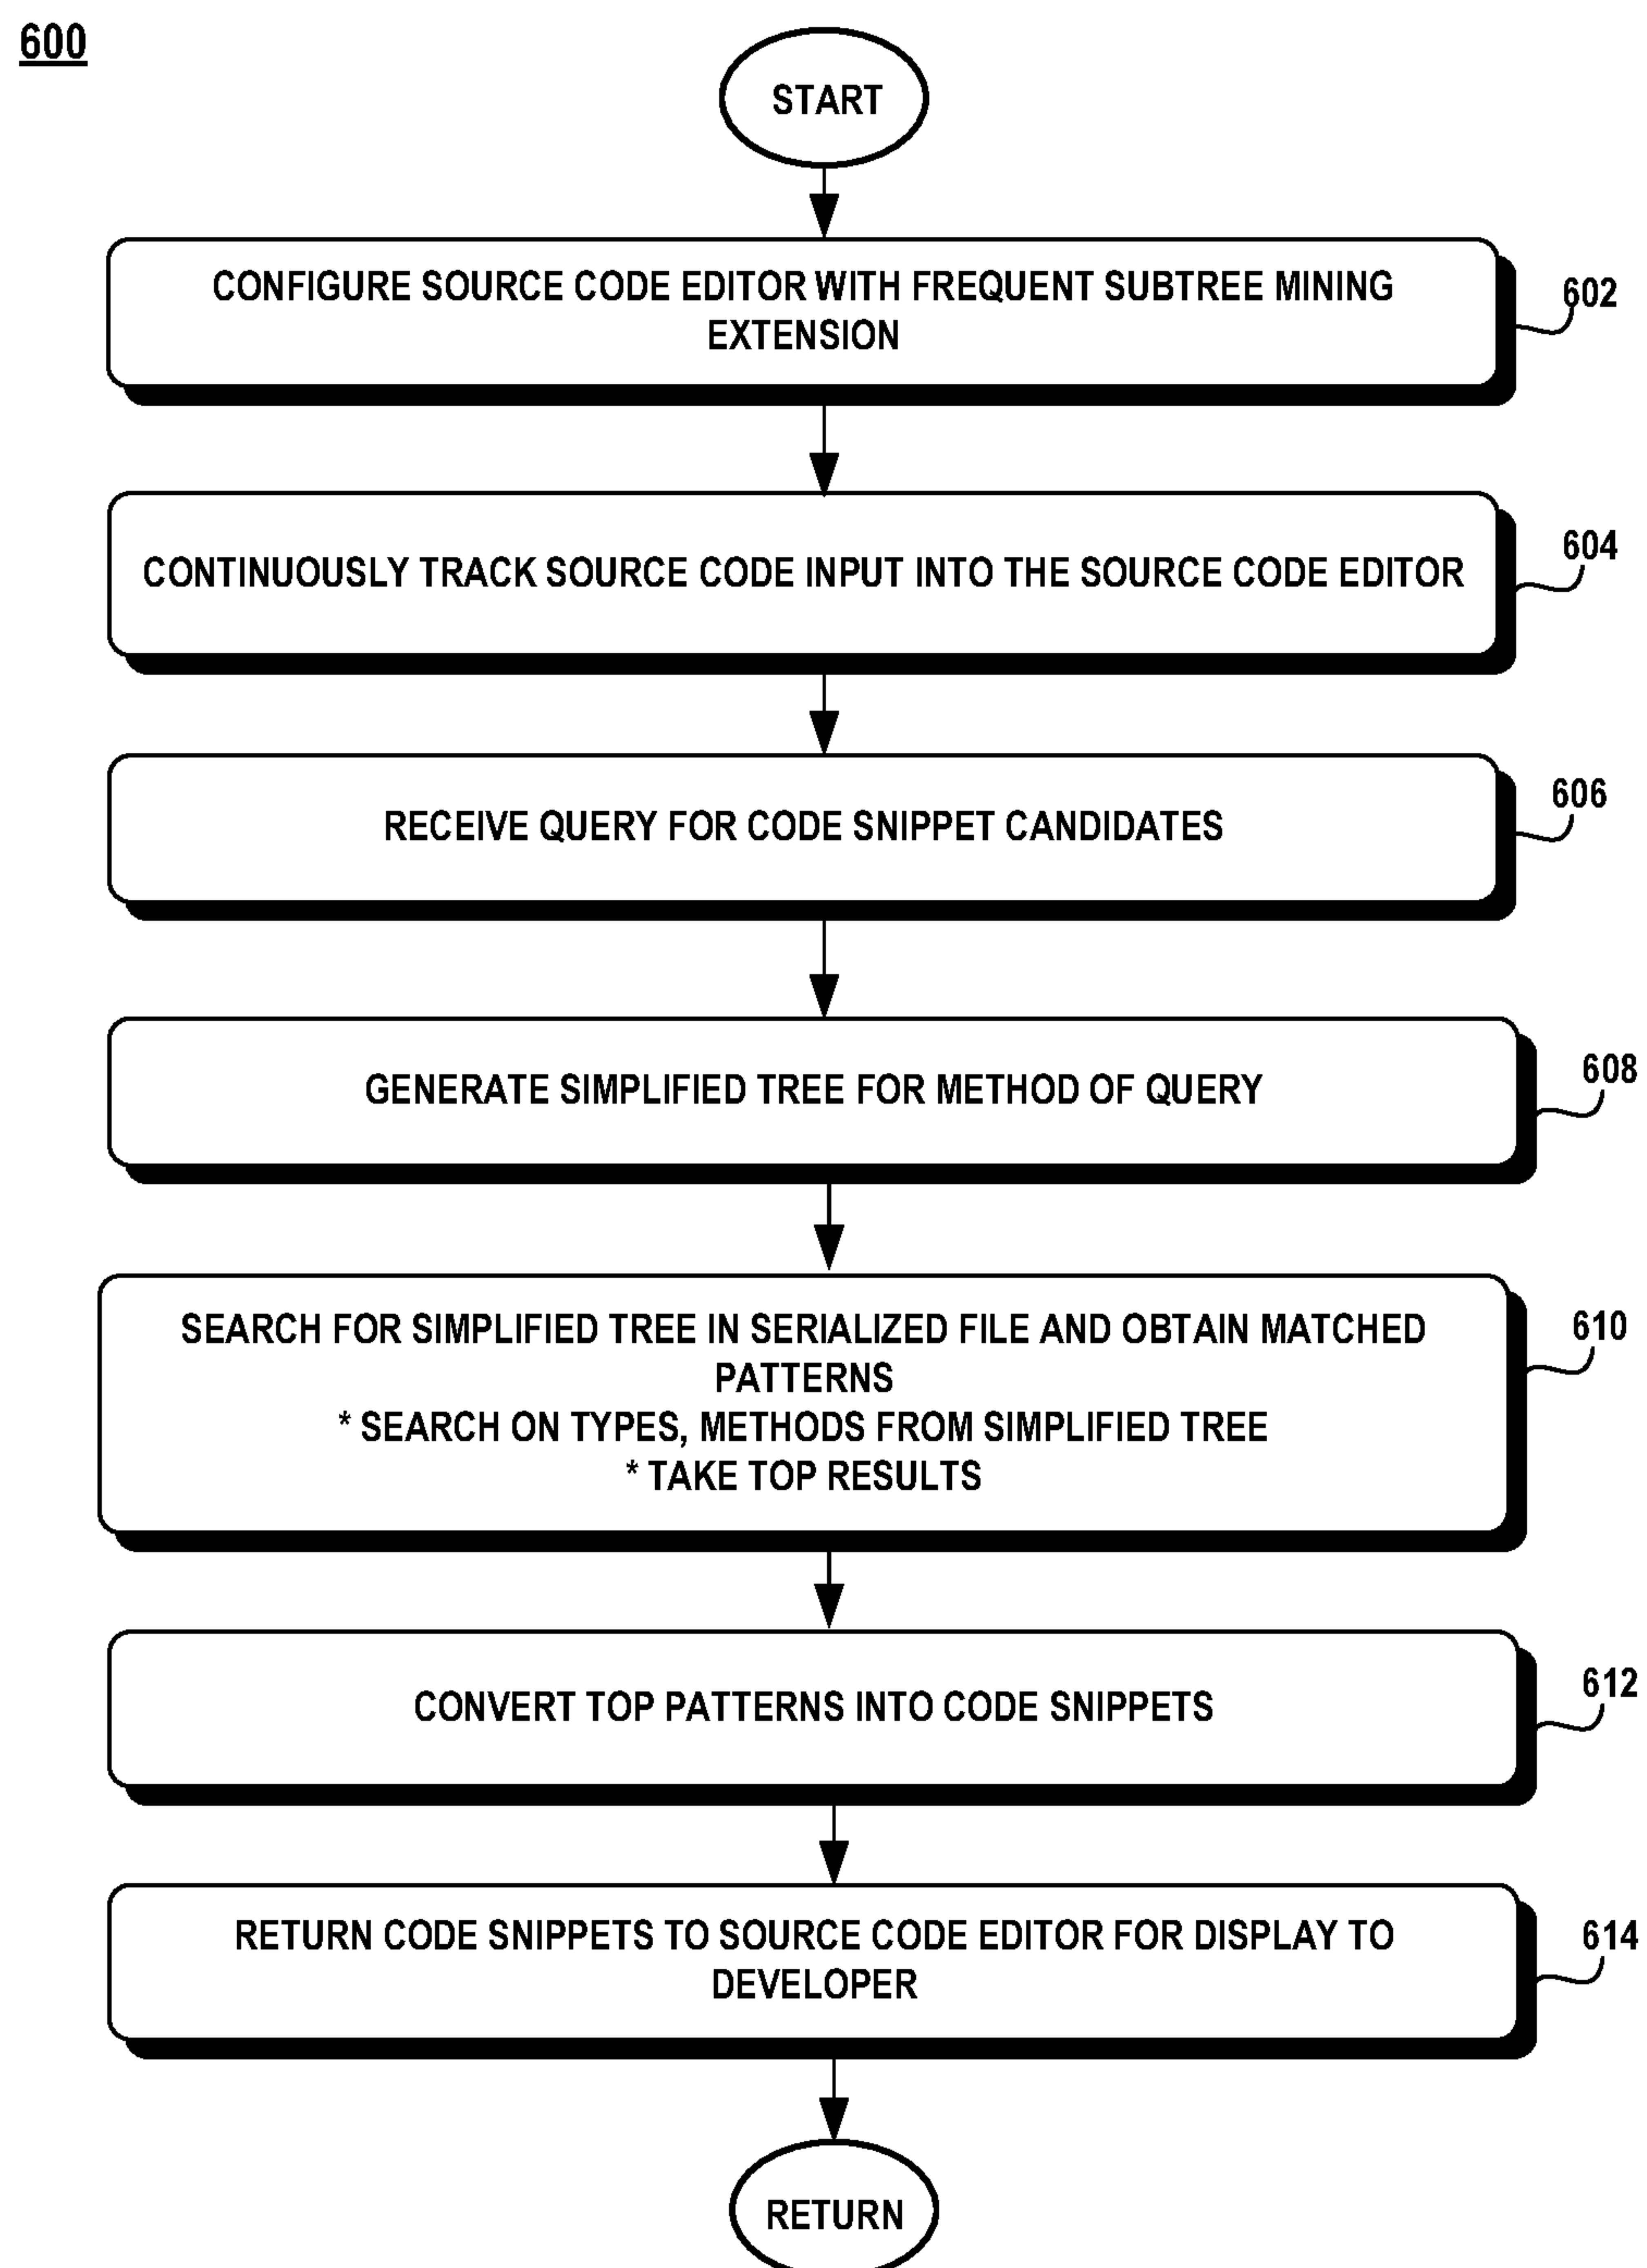 600
START
CONFIGURE SOURCE CODE EDITOR WITH FREQUENT SUBTREE MINING
EXTENSION
602
CONTINUOUSLY TRACK SOURCE CODE INPUT INTO THE SOURCE CODE EDITOR
604
RECEIVE QUERY FOR CODE SNIPPET CANDIDATES
606
GENERATE SIMPLIFIED TREE FOR METHOD OF QUERY
608
SEARCH FOR SIMPLIFIED TREE IN SERIALIZED FILE AND OBTAIN MATCHED
PATTERNS
* SEARCH ON TYPES, METHODS FROM SIMPLIFIED TREE
* TAKE TOP RESULTS
610
CONVERT TOP PATTERNS INTO CODE SNIPPETS
612
RETURN CODE SNIPPETS TO SOURCE CODE EDITOR FOR DISPLAY TO
DEVELOPER
614
RETURN